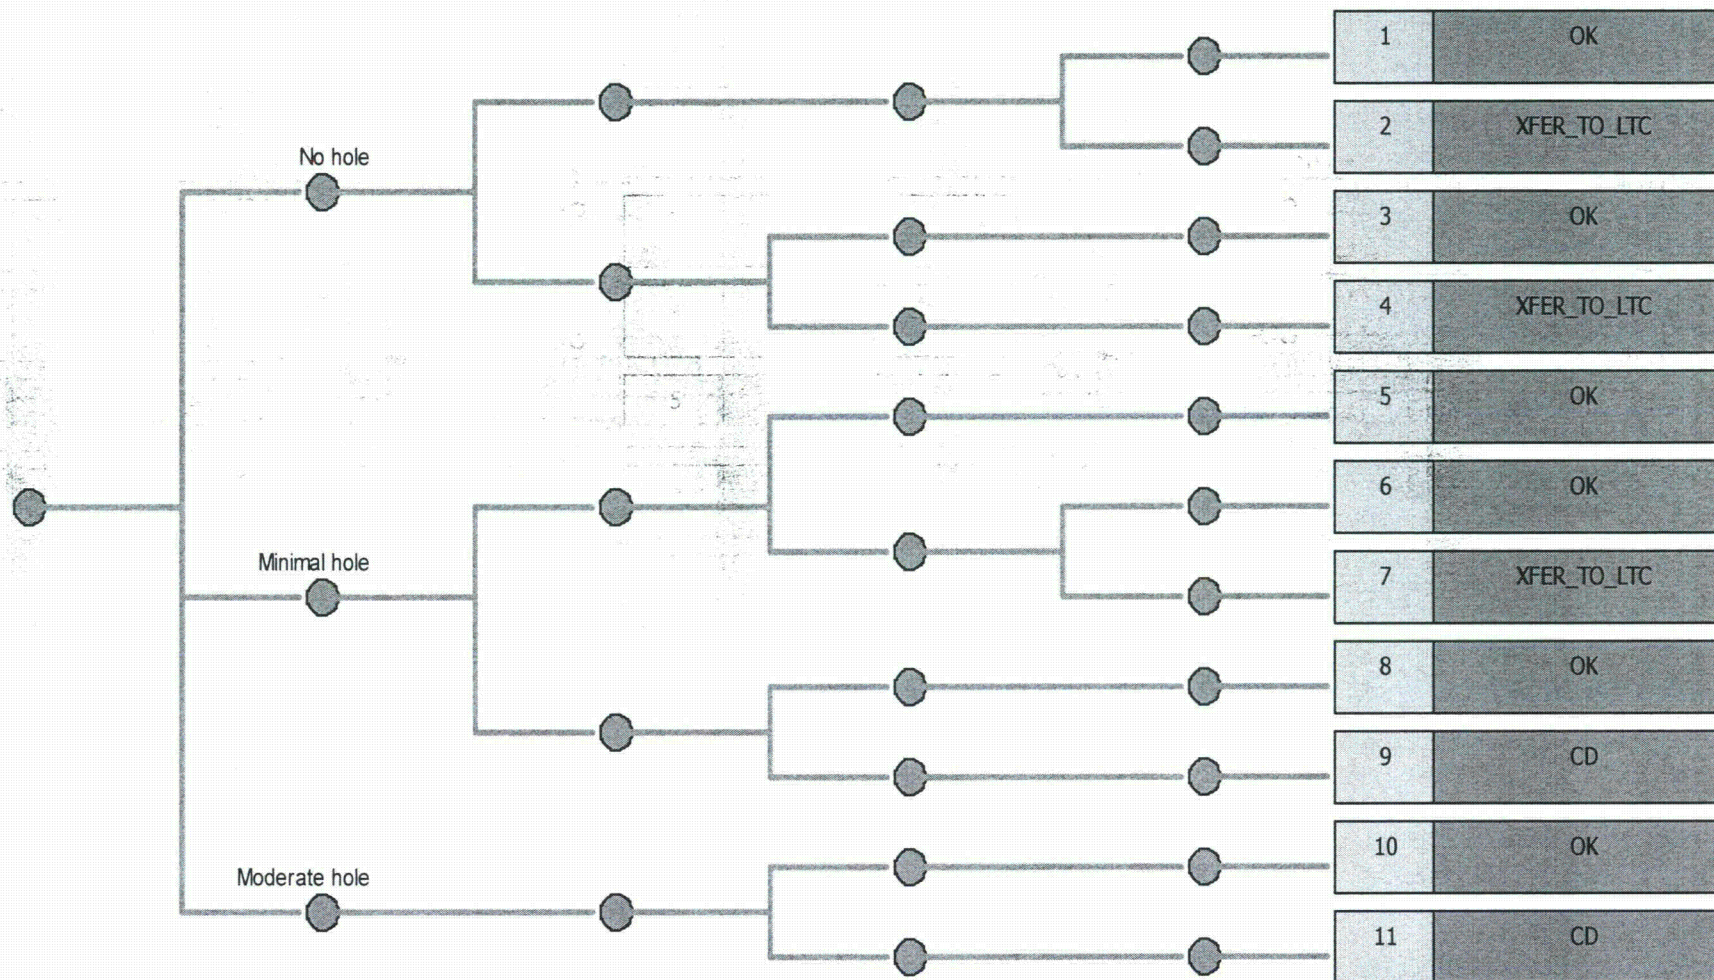 1 OK
2 XFER_TO_LTC
No hole
3 OK
4 XFER_TO_LTC
5 OK
6 OK
Minimal hole
7 XFER_TO_LTC
8 OK
9 CD
10 OK
Moderate hole
11 CD